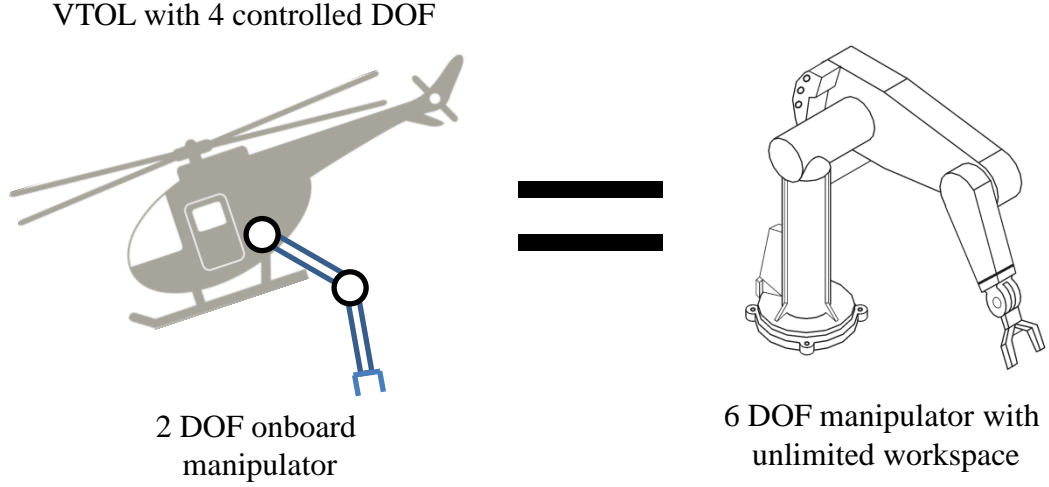 VTOL with 4 controlled DOF
2 DOF onboard
manipulator
6 DOF manipulator with
unlimited workspace